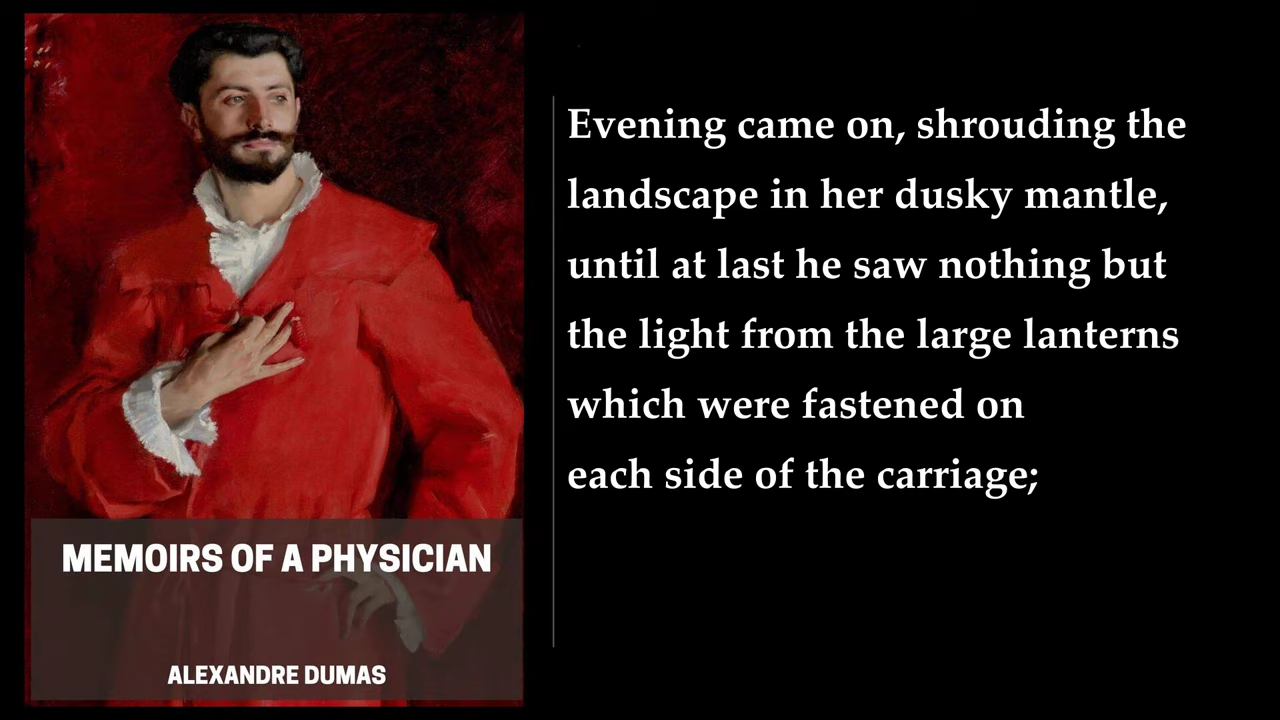 MEMOIRS OF A PHYSICIAN
ALEXANDRE DUMAS
Evening came on, shrouding the
landscape in her dusky mantle,
until at last he saw nothing but
the light from the large lanterns
which were fastened on
each side of the carriage;